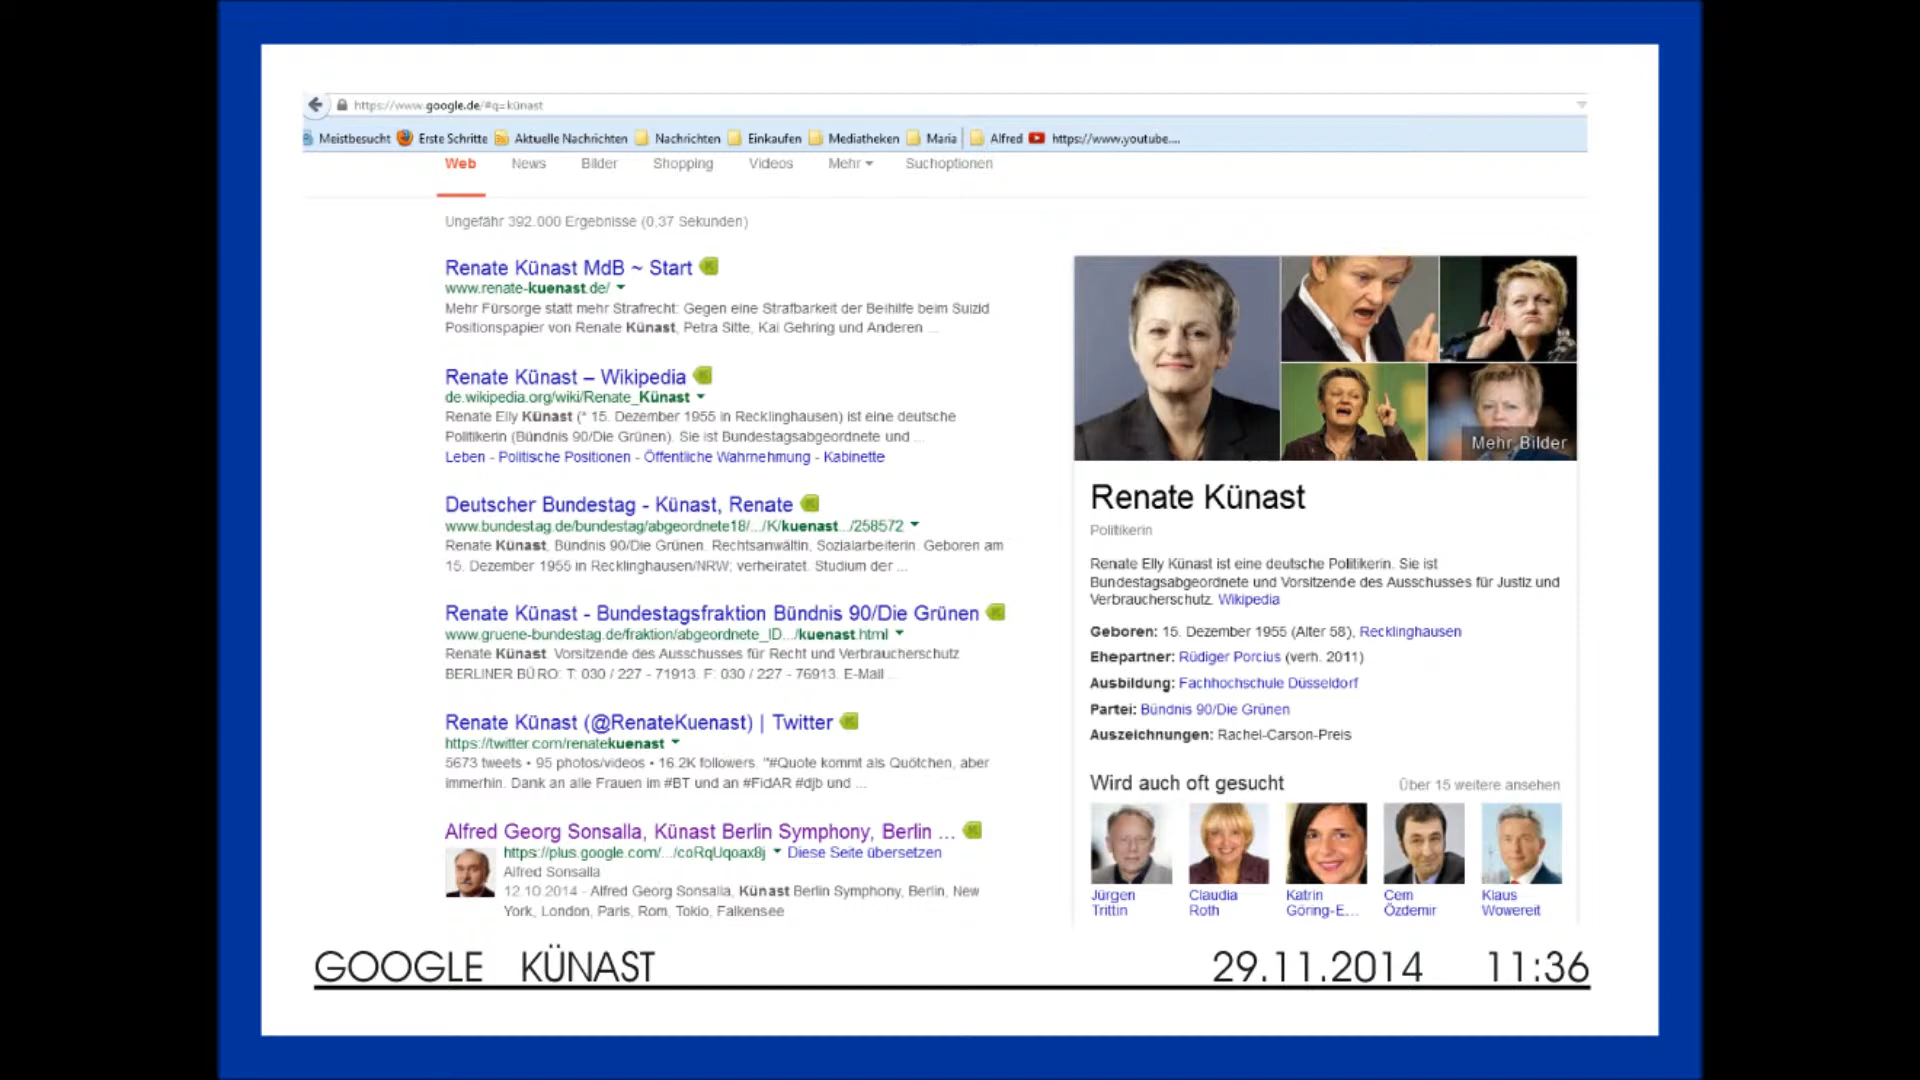 https://www.google.de/#q=künast
Meistbesucht Erste Schritte Aktuelle Nachrichten Nachrichten Einkaufen Mediatheken Maria Alfred https://www.youtube....
Web News Bilder Shopping Videos Mehr Suchoptionen
Ungefähr 392.000 Ergebnisse (0,37 Sekunden)
Renate Künast MdB ~ Start
www.renate-kuenast.de/
Mehr Fürsorge statt mehr Strafrecht: Gegen eine Strafbarkeit der Beihilfe beim Suizid
Positionspapier von Renate Künast, Petra Sitte, Kai Gehring und Anderen ...
Renate Künast – Wikipedia
de.wikipedia.org/wiki/Renate_Künast
Renate Elly Künast (* 15. Dezember 1955 in Recklinghausen) ist eine deutsche
Politikerin (Bündnis 90/Die Grünen). Sie ist Bundestagsabgeordnete und ...
Leben - Politische Positionen - Öffentliche Wahrnehmung - Kabinette
Deutscher Bundestag - Künast, Renate
www.bundestag.de/bundestag/abgeordnete18/.../K/kuenast.../258572
Renate Künast, Bündnis 90/Die Grünen. Rechtsanwältin, Sozialarbeiterin. Geboren am
15. Dezember 1955 in Recklinghausen/NRW; verheiratet. Studium der ...
Renate Künast - Bundestagsfraktion Bündnis 90/Die Grünen
www.gruene-bundestag.de/fraktion/abgeordnete_ID.../kuenast.html
Renate Künast. Vorsitzende des Ausschusses für Recht und Verbraucherschutz
BERLINER BÜRO: T: 030 / 227 - 71913. F: 030 / 227 - 76913. E-Mail ...
Renate Künast (@RenateKuenast) | Twitter
https://twitter.com/renatekuenast
5673 tweets • 95 photos/videos • 16.2K followers. "#Quote kommt als Quötchen, aber
immerhin. Dank an alle Frauen im #BT und an #FidAR #djb und ...
Alfred Georg Sonsalla, Künast Berlin Symphony, Berlin ...
https://plus.google.com/.../coRqUqoax8j Diese Seite übersetzen
Alfred Sonsalla
12.10.2014 - Alfred Georg Sonsalla, Künast Berlin Symphony, Berlin, New
York, London, Paris, Rom, Tokio, Falkensee
Mehr Bilder
Renate Künast
Politikerin
Renate Elly Künast ist eine deutsche Politikerin. Sie ist
Bundestagsabgeordnete und Vorsitzende des Ausschusses für Justiz und
Verbraucherschutz. Wikipedia
Geboren: 15. Dezember 1955 (Alter 58), Recklinghausen
Ehepartner: Rüdiger Porcius (verh. 2011)
Ausbildung: Fachhochschule Düsseldorf
Partei: Bündnis 90/Die Grünen
Auszeichnungen: Rachel-Carson-Preis
Wird auch oft gesucht Über 15 weitere ansehen
Jürgen Trittin
Claudia Roth
Katrin Göring-E...
Cem Özdemir
Klaus Wowereit
GOOGLE KÜNAST 29.11.2014 11:36